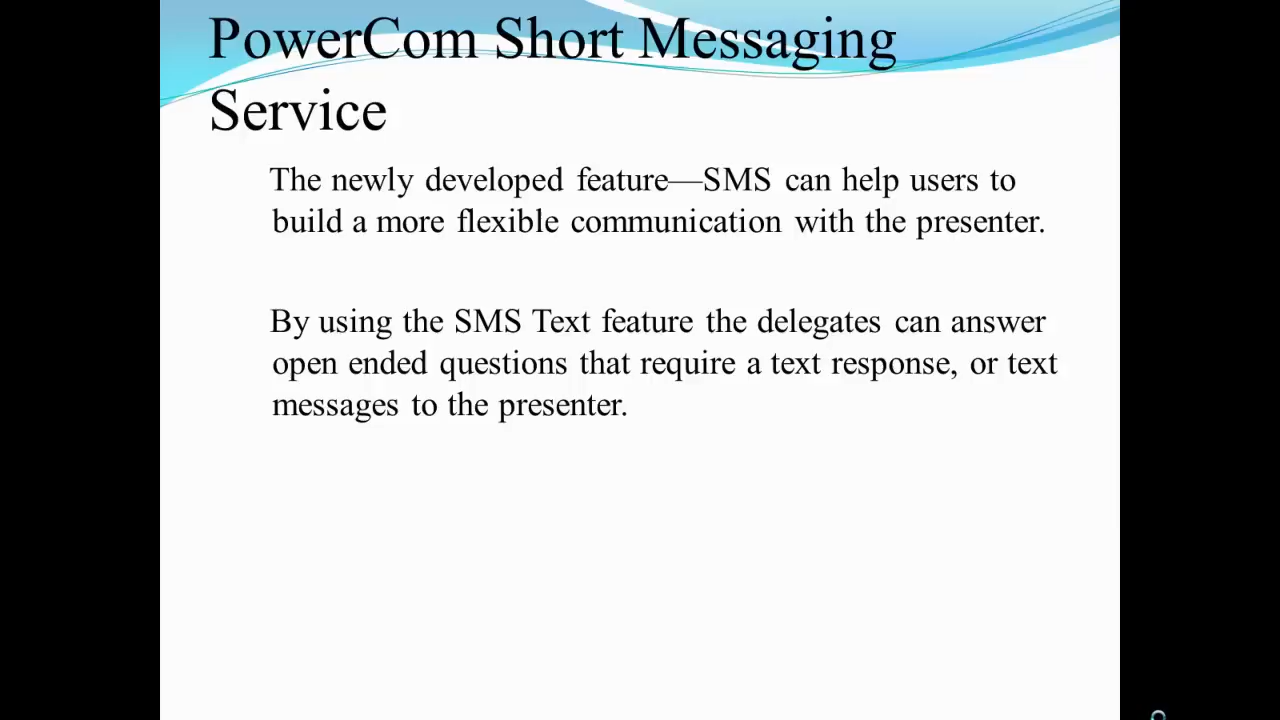 PowerCom Short Messaging
Service
The newly developed feature—SMS can help users to
build a more flexible communication with the presenter.
By using the SMS Text feature the delegates can answer
open ended questions that require a text response, or text
messages to the presenter.